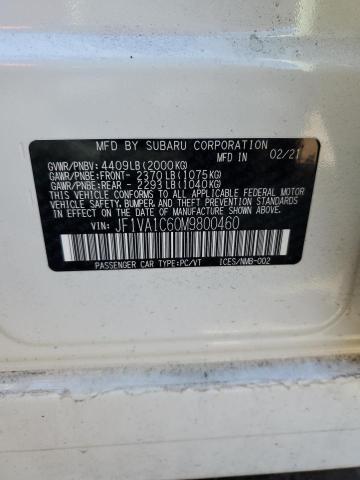 MFD BY SUBARU CORPORATION
MFD IN 02/21
GVWR/PNBV: 4409LB(2000KG)
GAWR/PNBE:FRONT- 2370LB(1075KG)
GAWR/PNBE:REAR - 2293LB(1040KG)
THIS VEHICLE CONFORMS TO ALL APPLICABLE FEDERAL MOTOR
VEHICLE SAFETY, BUMPER, AND THEFT PREVENTION
STANDARDS IN EFFECT ON THE DATE OF MANUFACTURE
SHOWN ABOVE.
VIN: JF1VA1C60M9800460
PASSENGER CAR TYPE:PC/VT ICES/NMB-002